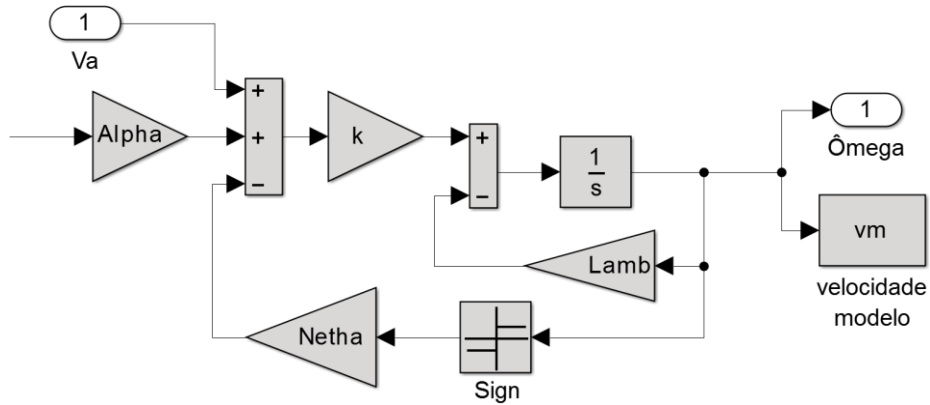 1
Va
Alpha
+
+
−
k
+
−
1
s
1
Ômega
vm
velocidade
modelo
Lamb
Netha
Sign